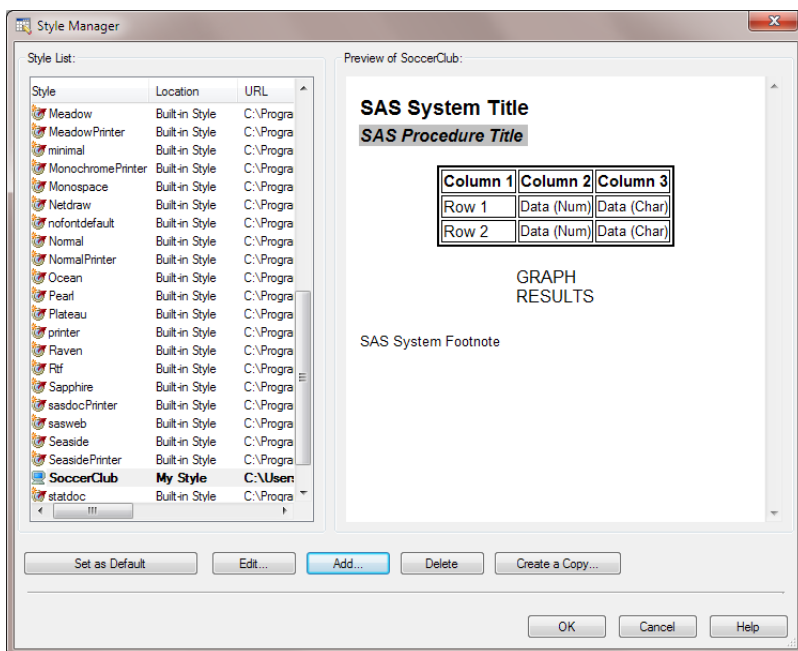 Style Manager
Style List:
Style Location URL
Meadow Built-in Style C:\Progra
MeadowPrinter Built-in Style C:\Progra
minimal Built-in Style C:\Progra
MonochromePrinter Built-in Style C:\Progra
Monospace Built-in Style C:\Progra
Netdraw Built-in Style C:\Progra
nofontdefault Built-in Style C:\Progra
Normal Built-in Style C:\Progra
NormalPrinter Built-in Style C:\Progra
Ocean Built-in Style C:\Progra
Pearl Built-in Style C:\Progra
Plateau Built-in Style C:\Progra
printer Built-in Style C:\Progra
Raven Built-in Style C:\Progra
Rtf Built-in Style C:\Progra
Sapphire Built-in Style C:\Progra
sasdocPrinter Built-in Style C:\Progra
sasweb Built-in Style C:\Progra
Seaside Built-in Style C:\Progra
SeasidePrinter Built-in Style C:\Progra
SoccerClub My Style C:\Users
statdoc Built-in Style C:\Progra
Preview of SoccerClub:
SAS System Title
SAS Procedure Title
Column 1 Column 2 Column 3
Row 1 Data (Num) Data (Char)
Row 2 Data (Num) Data (Char)
GRAPH
RESULTS
SAS System Footnote
Set as Default Edit... Add... Delete Create a Copy...
OK Cancel Help